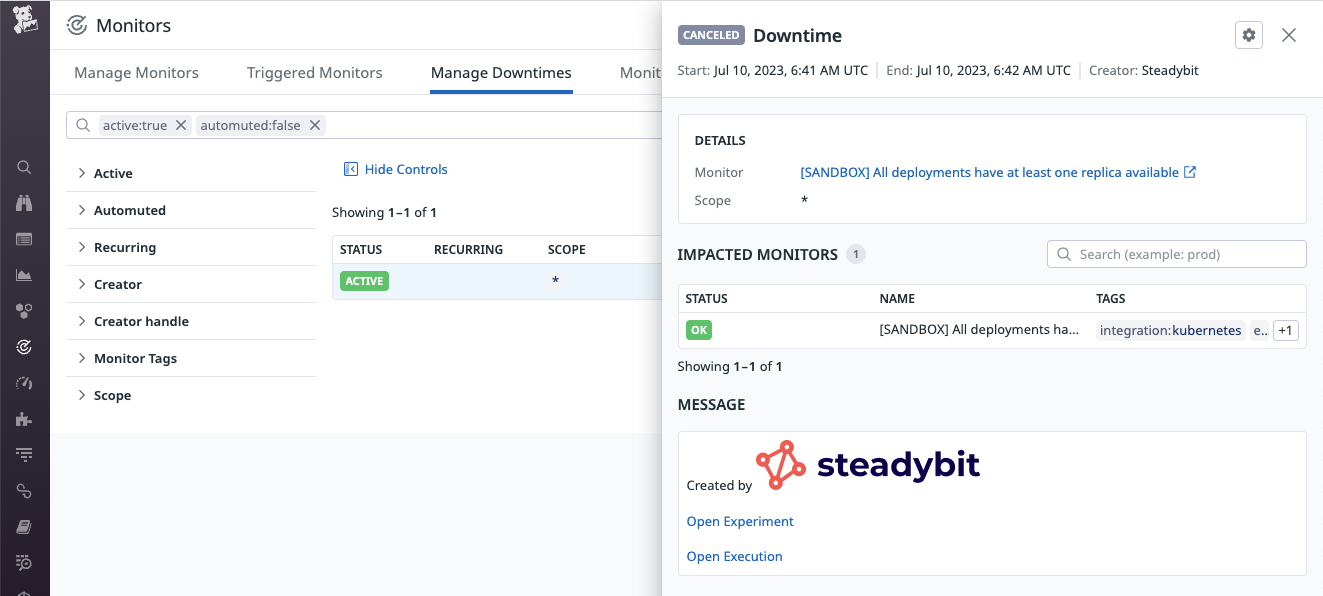 Monitors
Manage Monitors Triggered Monitors Manage Downtimes Monit
active:true automuted:false
Active
Automuted
Recurring
Creator
Creator handle
Monitor Tags
Scope
Hide Controls
Showing 1–1 of 1
STATUS RECURRING SCOPE
ACTIVE *
CANCELED Downtime
Start: Jul 10, 2023, 6:41 AM UTC End: Jul 10, 2023, 6:42 AM UTC Creator: Steadybit
DETAILS
Monitor [SANDBOX] All deployments have at least one replica available
Scope *
IMPACTED MONITORS 1 Search (example: prod)
STATUS NAME TAGS
OK [SANDBOX] All deployments ha... integration:kubernetes e... +1
Showing 1–1 of 1
MESSAGE
Created by steadybit
Open Experiment
Open Execution